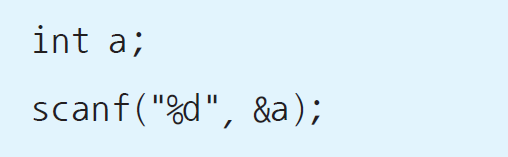 int a;
scanf("%d", &a);